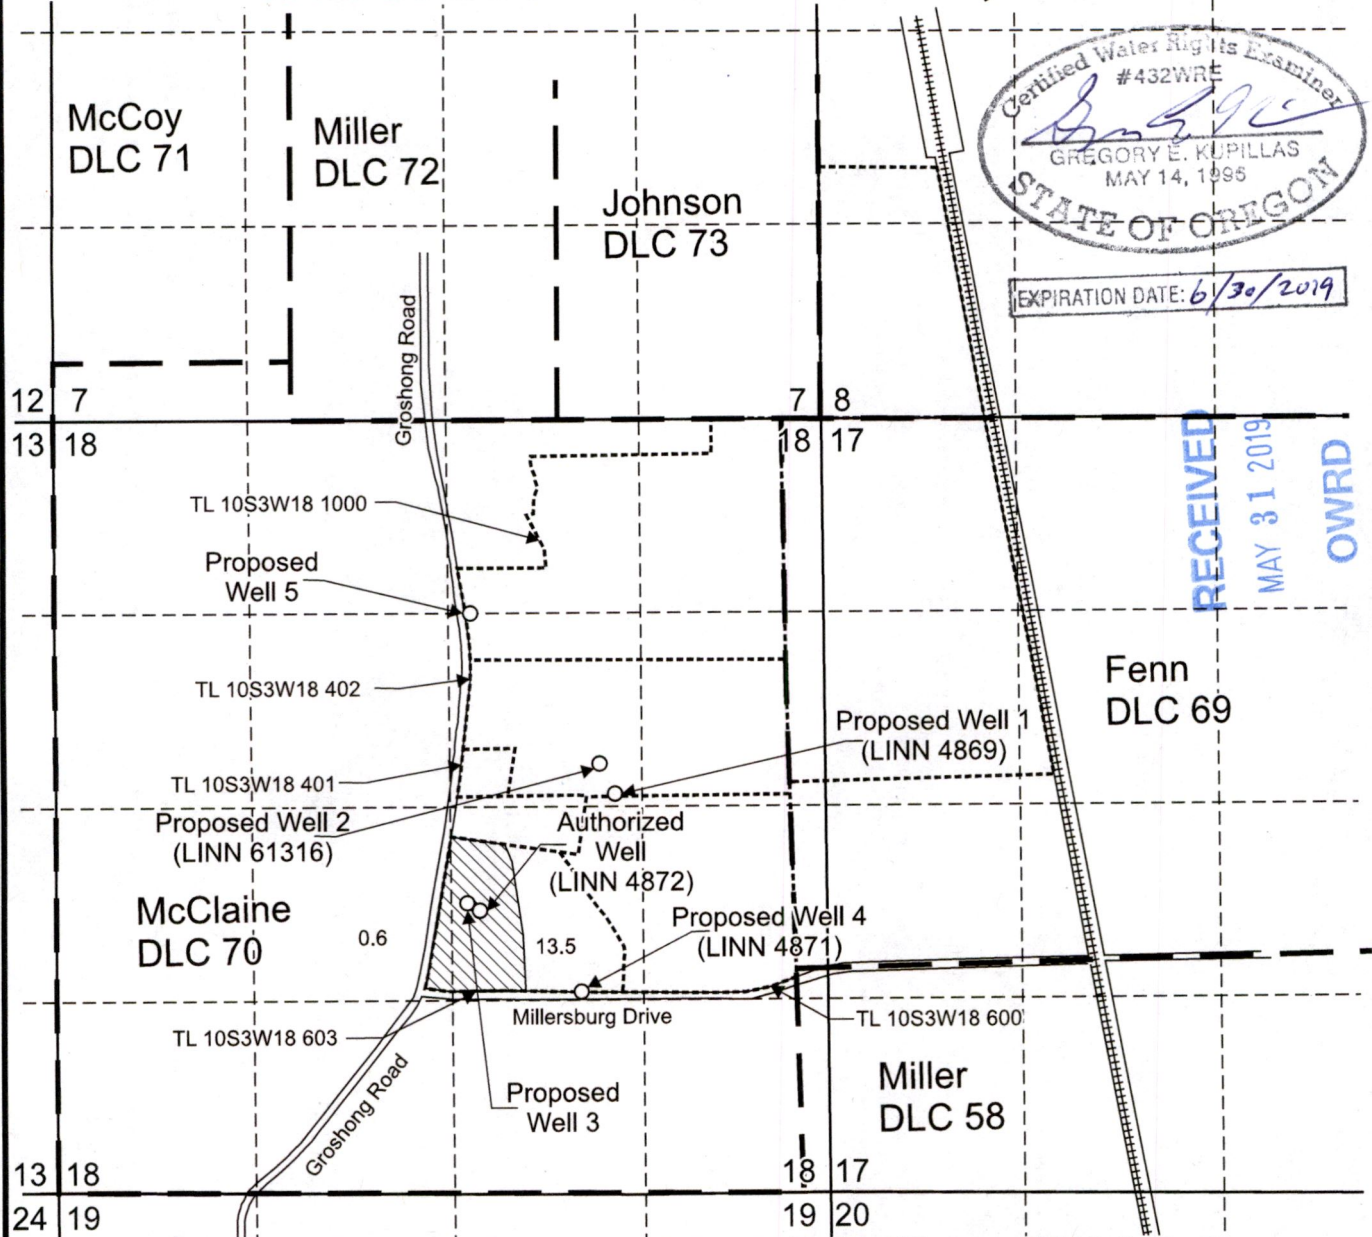 Certified Water Rights Examiner
#432WRE
GREGORY E. KUPILLAS
MAY 14, 1996
STATE OF OREGON
EXPIRATION DATE: 6/30/2019
RECEIVED
MAY 31 2019
OWRD
McCoy
DLC 71
Miller
DLC 72
Johnson
DLC 73
Groshong Road
12 7
7 8
13 18
18 17
TL 10S3W18 1000
Proposed
Well 5
TL 10S3W18 402
Fenn
DLC 69
Proposed Well 1
(LINN 4869)
TL 10S3W18 401
Proposed Well 2
(LINN 61316)
Authorized
Well
(LINN 4872)
McClaine
DLC 70
0.6
13.5
Proposed Well 4
(LINN 4871)
Millersburg Drive
TL 10S3W18 600
TL 10S3W18 603
Groshong Road
Proposed
Well 3
Miller
DLC 58
13 18
18 17
24 19
19 20